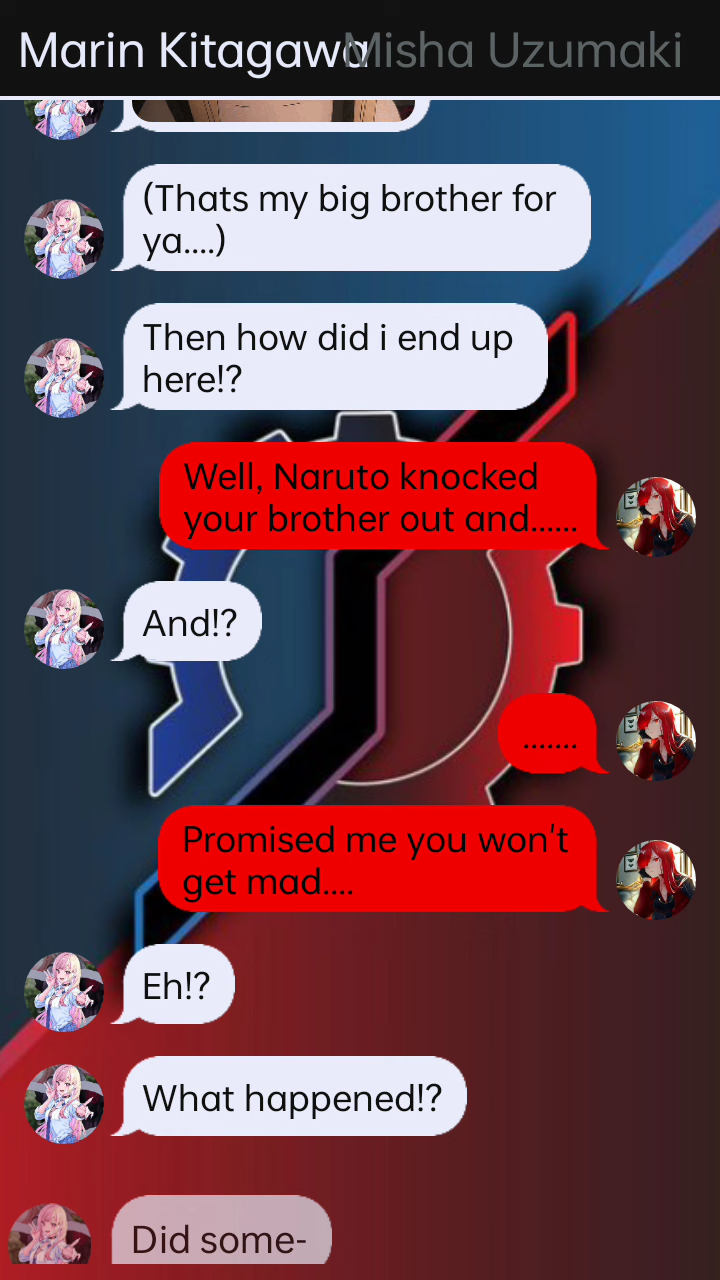 Marin Kitagawa Misha Uzumaki
(Thats my big brother for
ya....)
Then how did i end up
here!?
Well, Naruto knocked
your brother out and......
And!?
.......
Promised me you won't
get mad....
Eh!?
What happened!?
Did some-